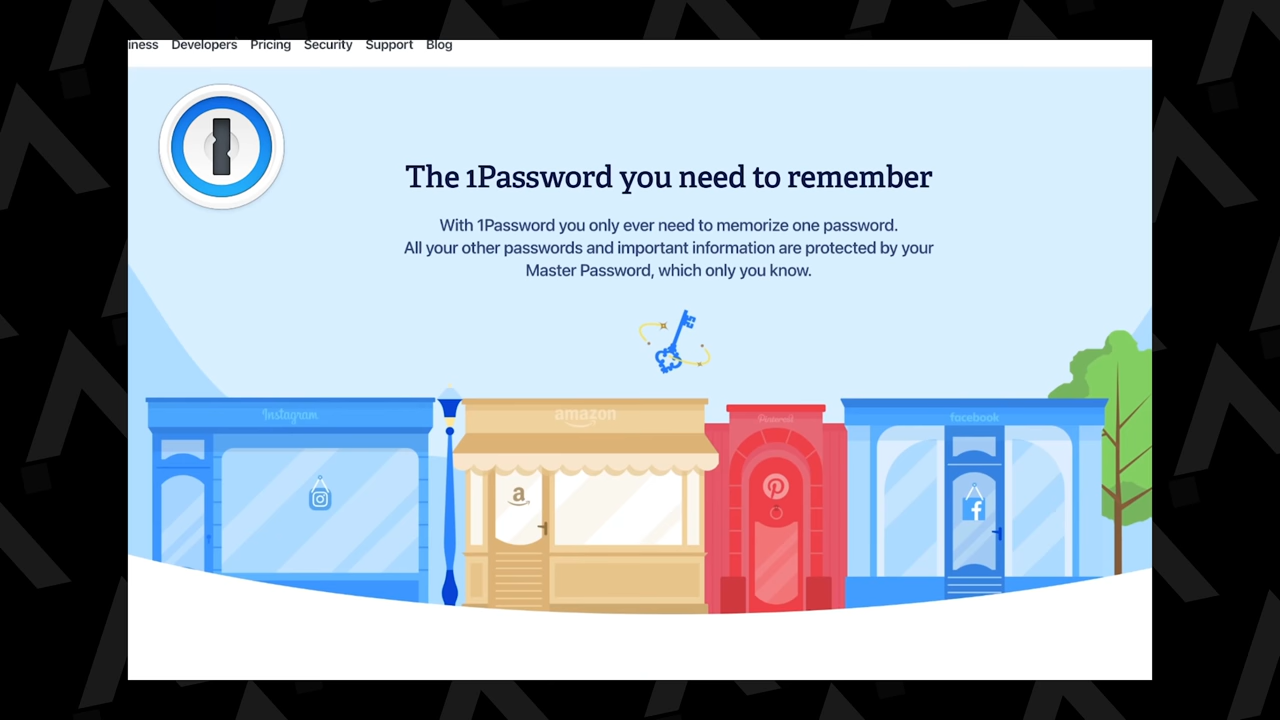 iness Developers Pricing Security Support Blog
The 1Password you need to remember
With 1Password you only ever need to memorize one password.
All your other passwords and important information are protected by your
Master Password, which only you know.
Instagram
amazon
Pinterest
facebook
a